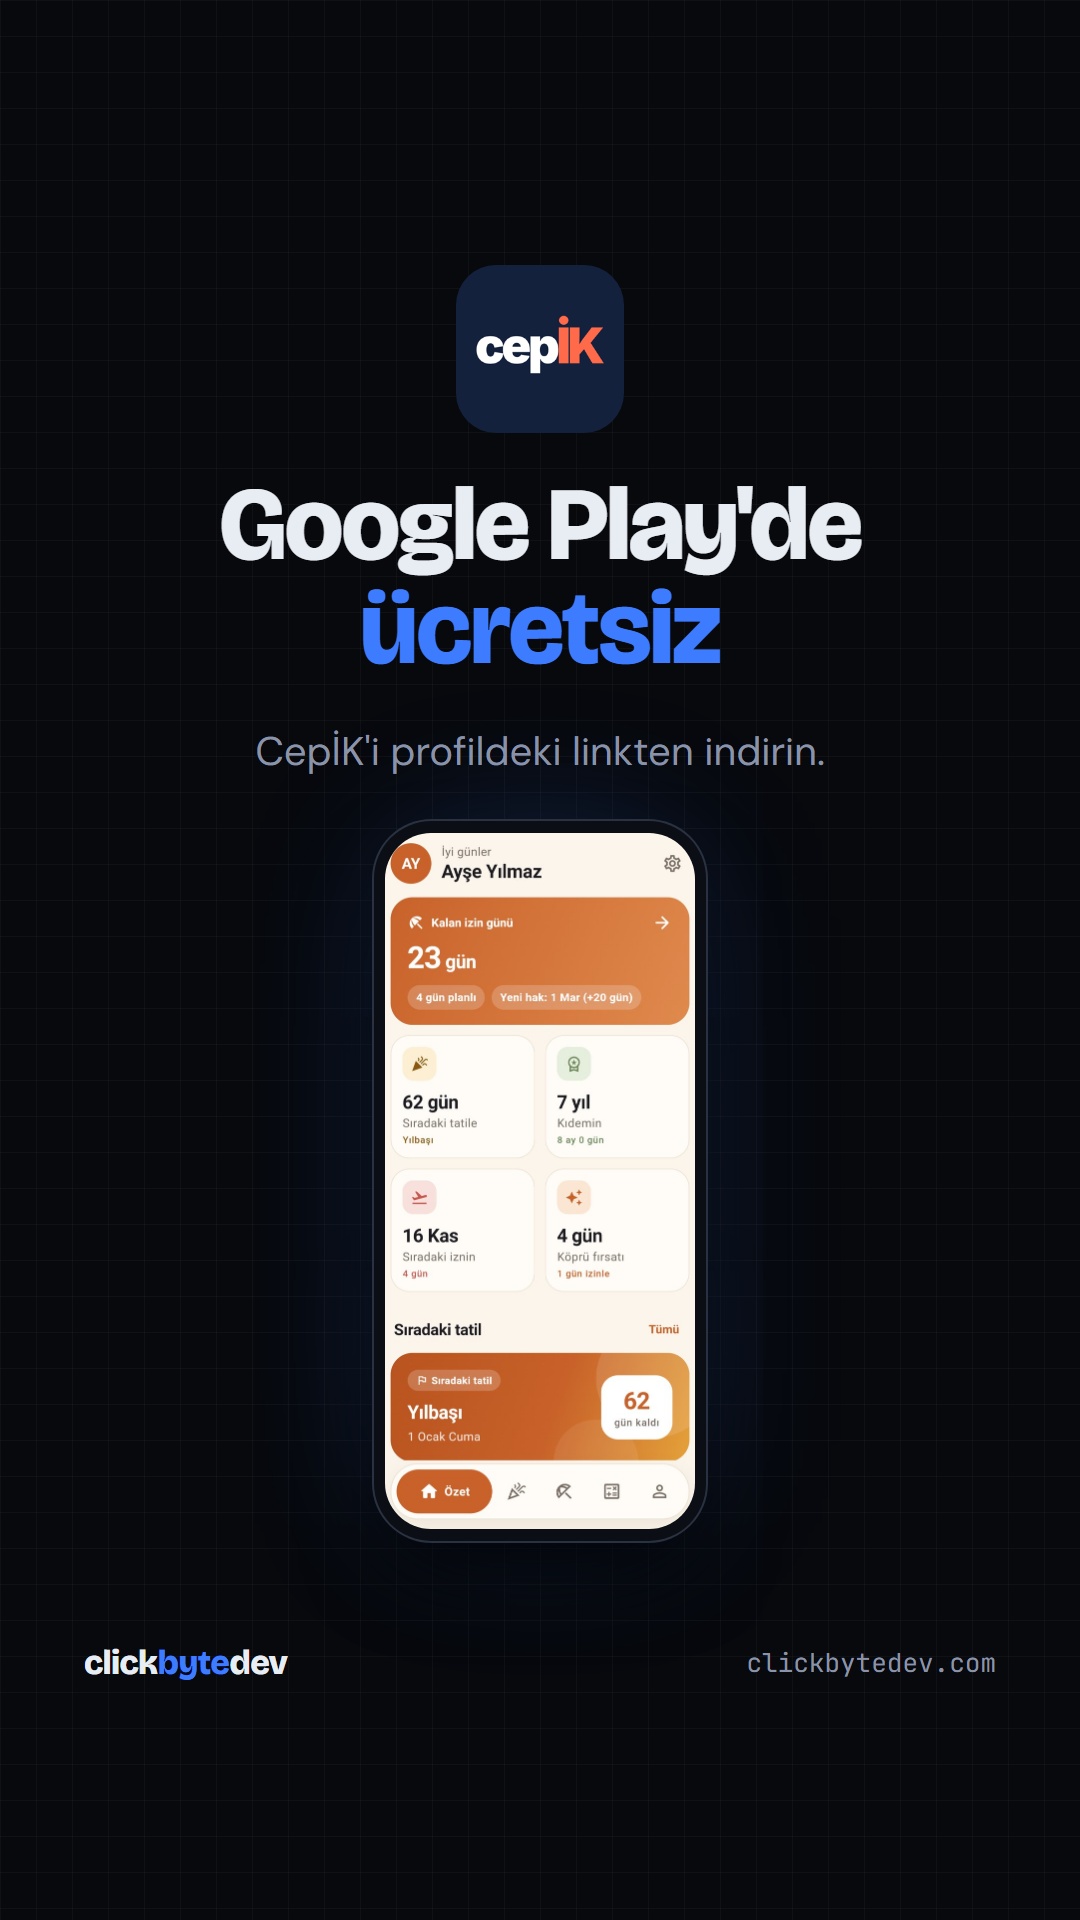 cepİK
Google Play'de
ücretsiz
CepİK'i profildeki linkten indirin.
AY
İyi günler
Ayşe Yılmaz
Kalan izin günü
23 gün
4 gün planlı
Yeni hak: 1 Mar (+20 gün)
62 gün
Sıradaki tatile
Yılbaşı
7 yıl
Kıdemin
8 ay 0 gün
16 Kas
Sıradaki iznin
4 gün
4 gün
Köprü fırsatı
1 gün izinle
Sıradaki tatil
Tümü
Sıradaki tatil
Yılbaşı
1 Ocak Cuma
62
gün kaldı
Özet
clickbytedev
clickbytedev.com